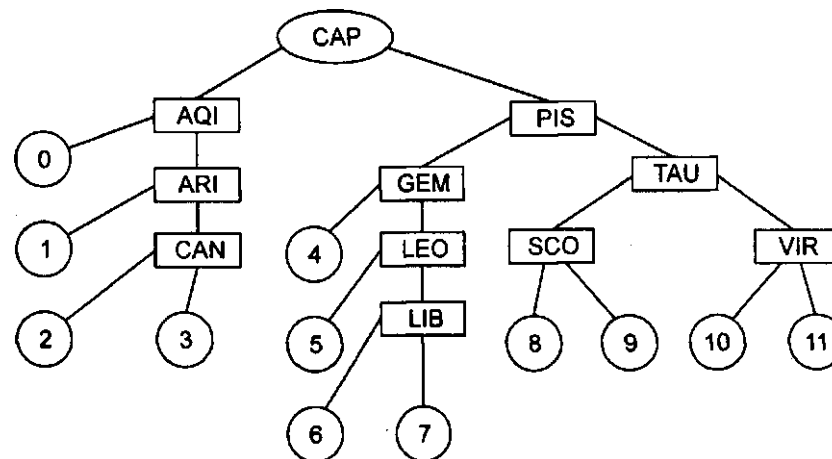 CAP
AQI
PIS
0
ARI
GEM
TAU
1
CAN
4
LEO
SCO
VIR
2
3
5
LIB
8
9
10
11
6
7